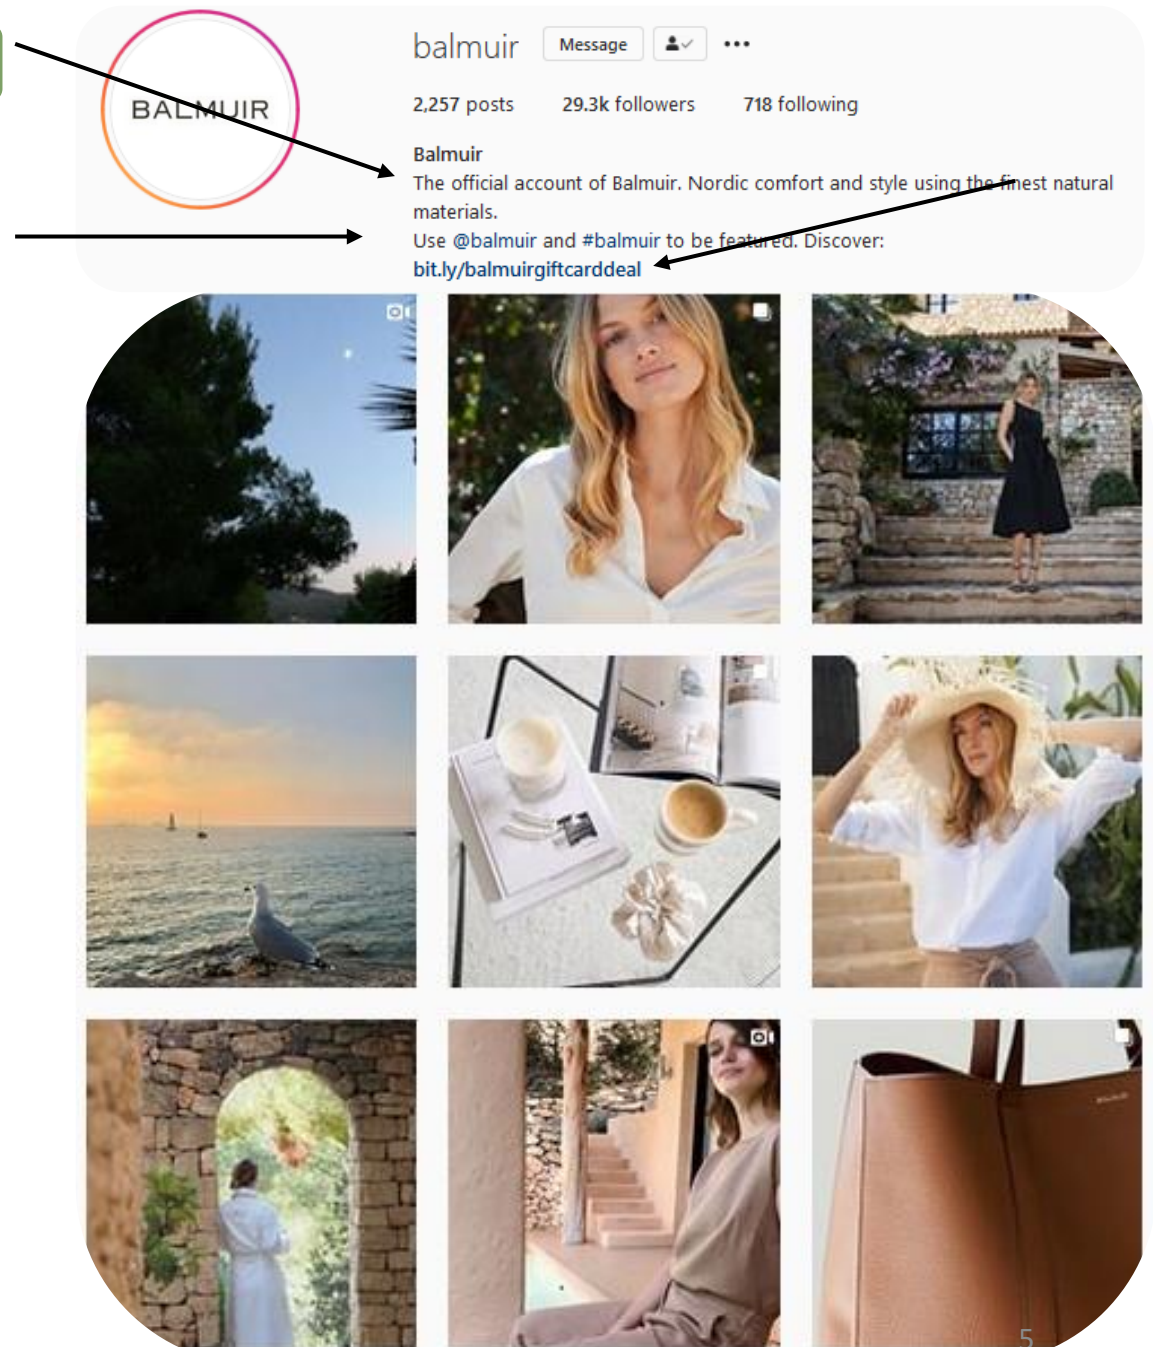 balmuir Message
2,257 posts 29.3k followers 718 following
BALMUIR
Balmuir
The official account of Balmuir. Nordic comfort and style using the finest natural
materials.
Use @balmuir and #balmuir to be featured. Discover:
bit.ly/balmuirgiftcarddeal
5